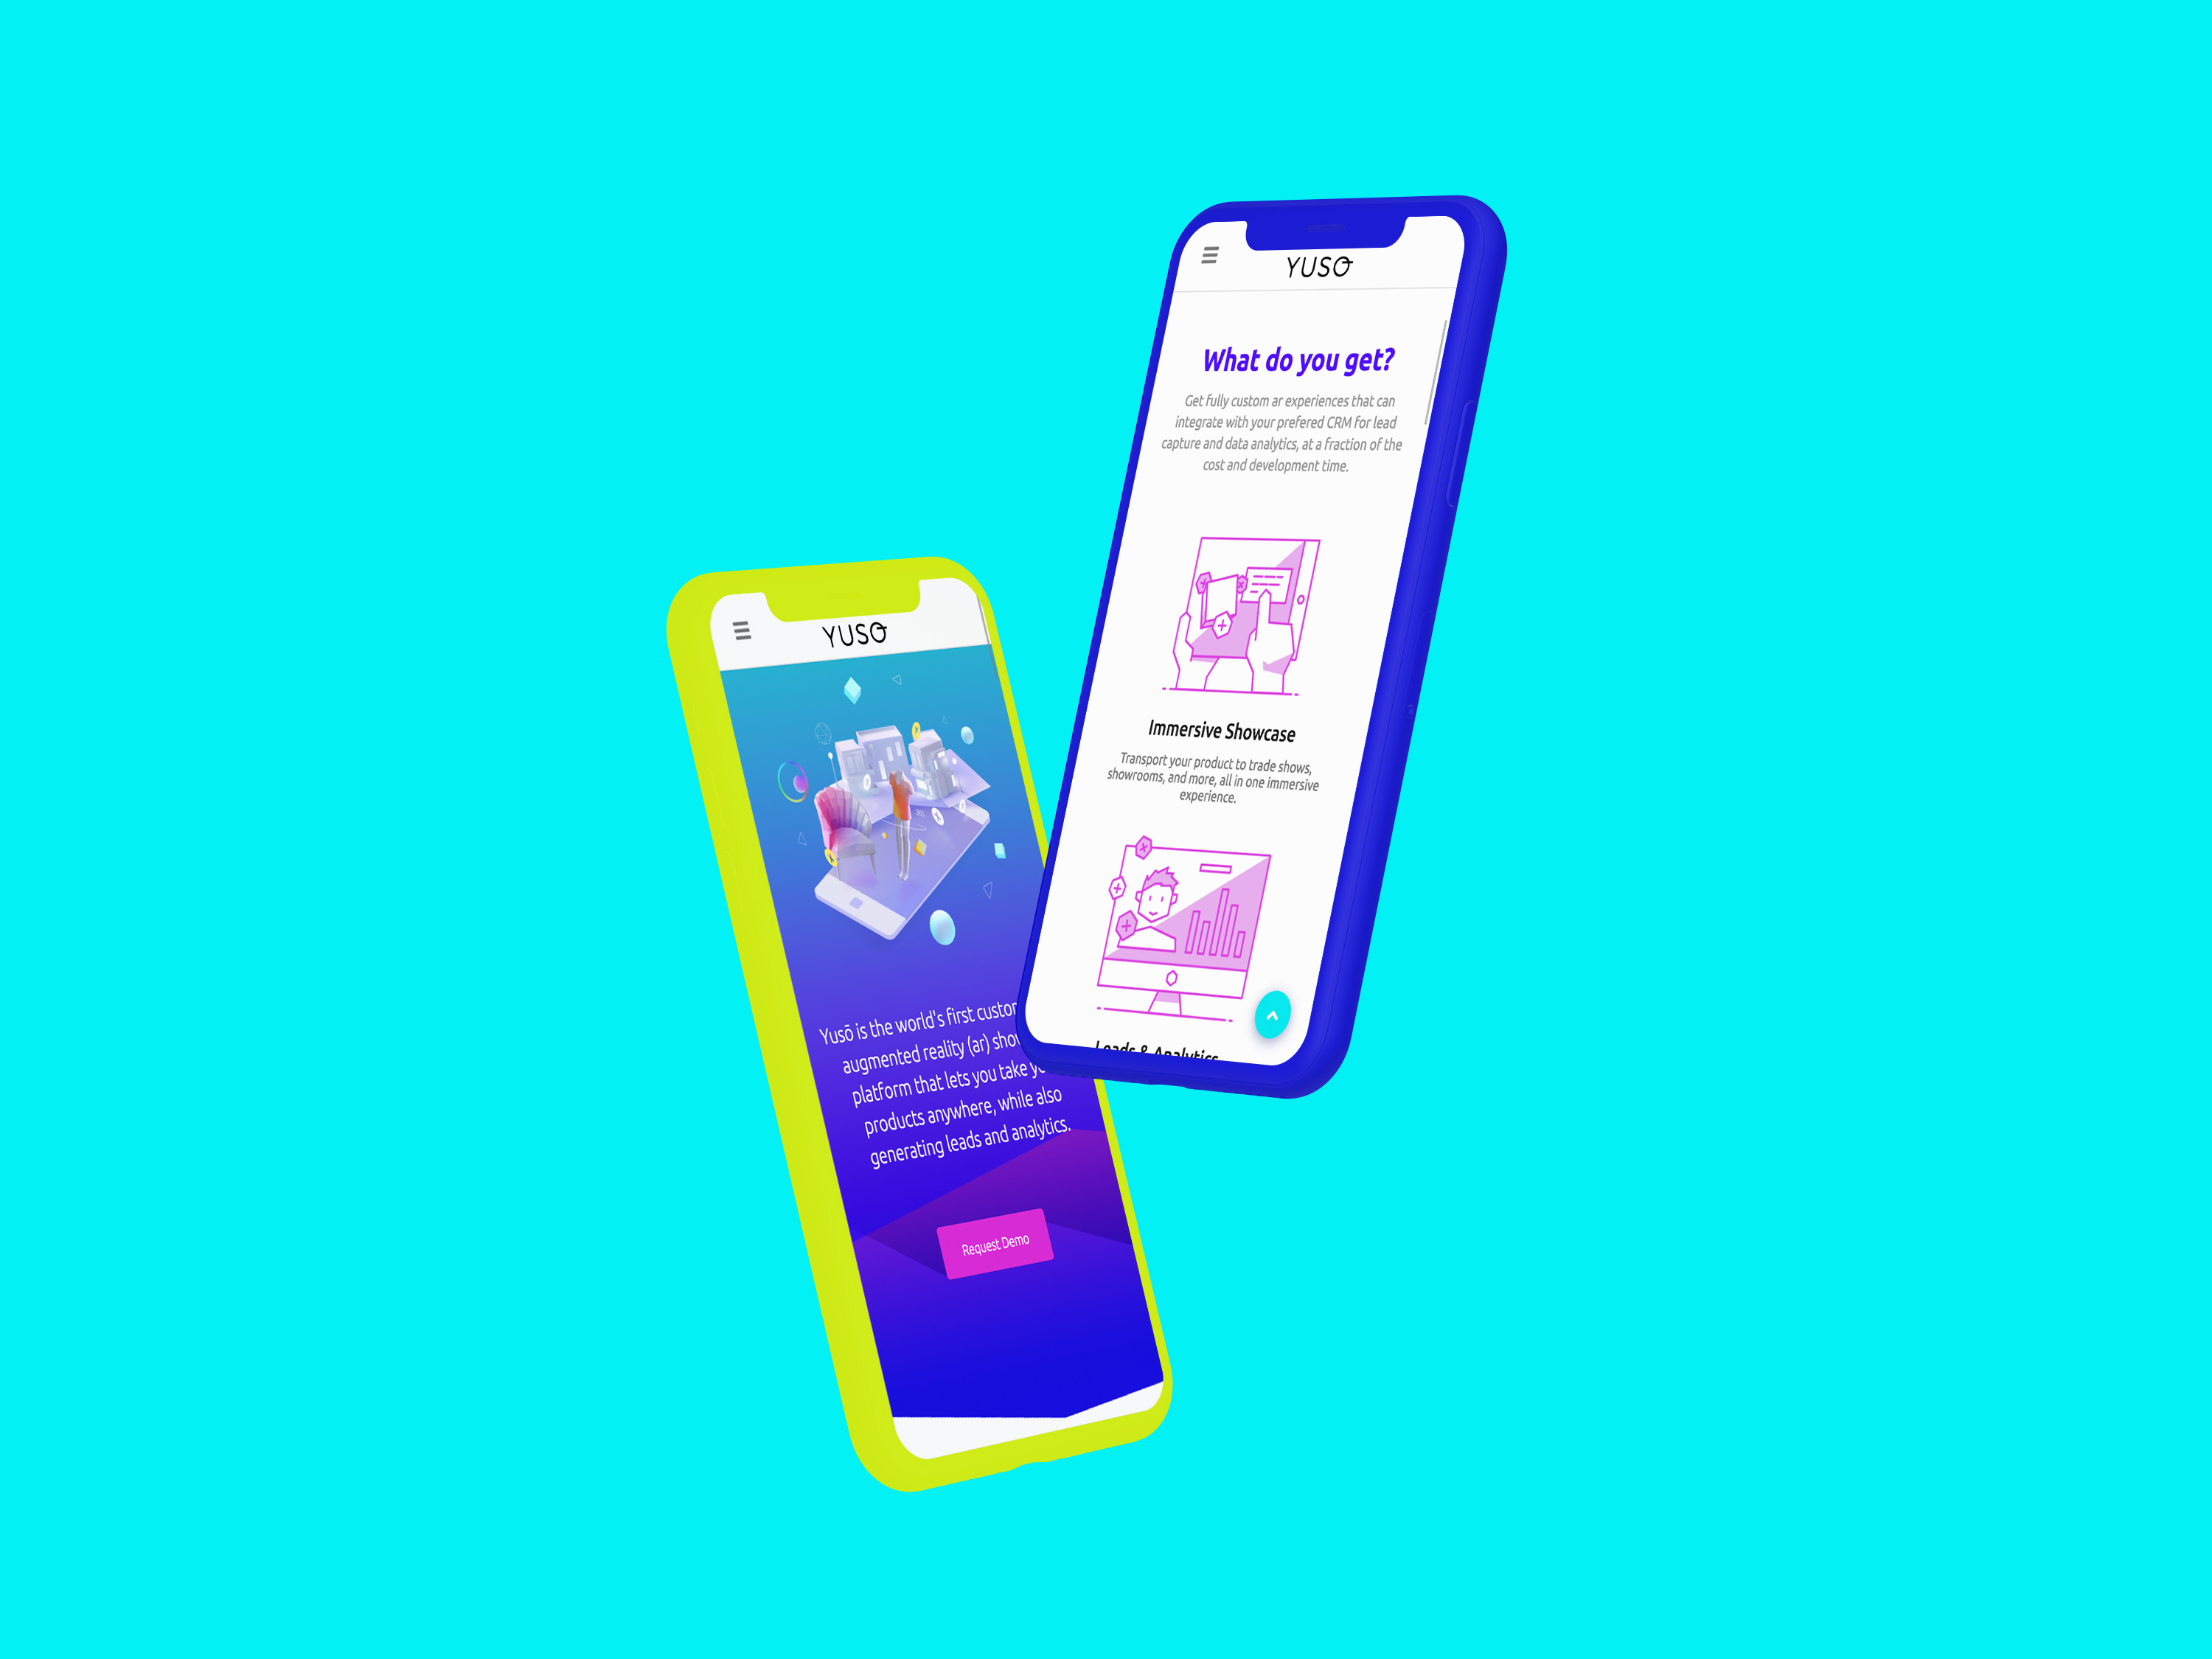 YUSO
Yusō is the world's first
augmented reality (ar)
platform that lets you take
products anywhere, while also
generating leads and analytics.
Request Demo
YUSO
What do you get?
Get fully custom ar experiences that can
integrate with your prefered CRM for lead
capture and data analytics, at a fraction of the
cost and development time.
Immersive Showcase
Transport your product to trade shows,
showrooms, and more, all in one immersive
experience.
Leads & Analytics